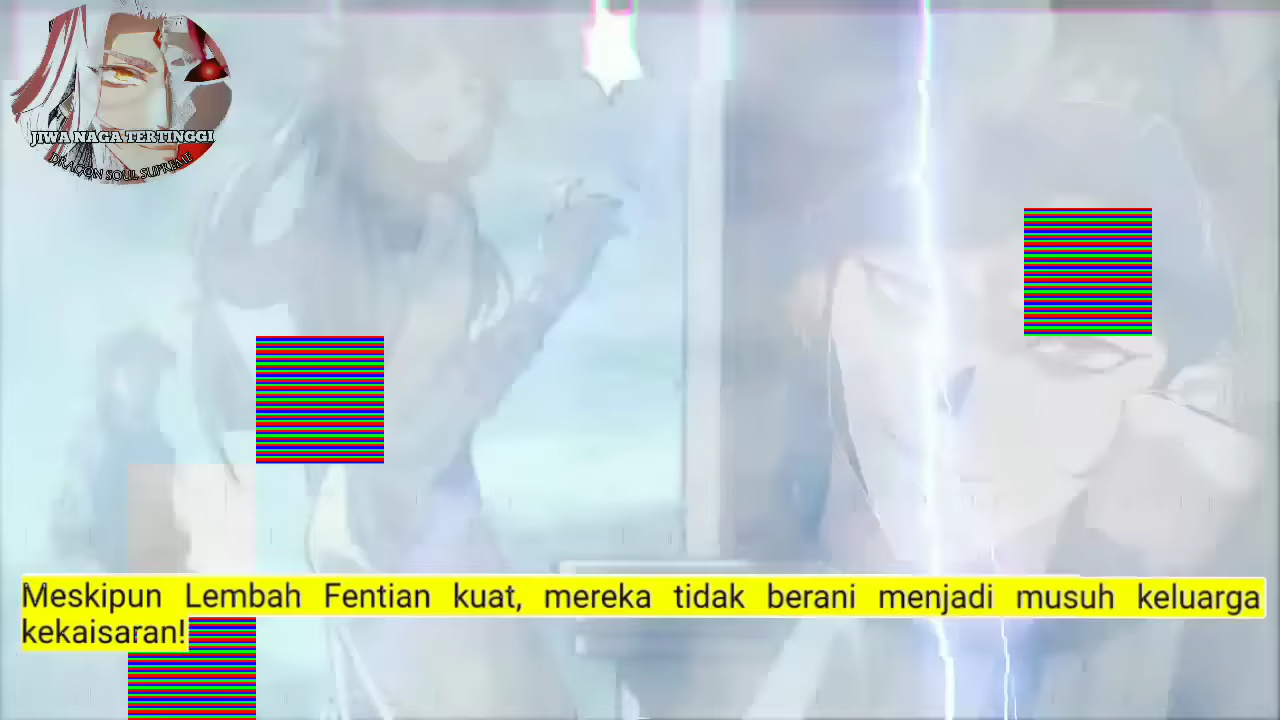 JIWA NAGA TERTINGGI
DRAGON SOUL SUPREME
Meskipun Lembah Fentian kuat, mereka tidak berani menjadi musuh keluarga
kekaisaran!